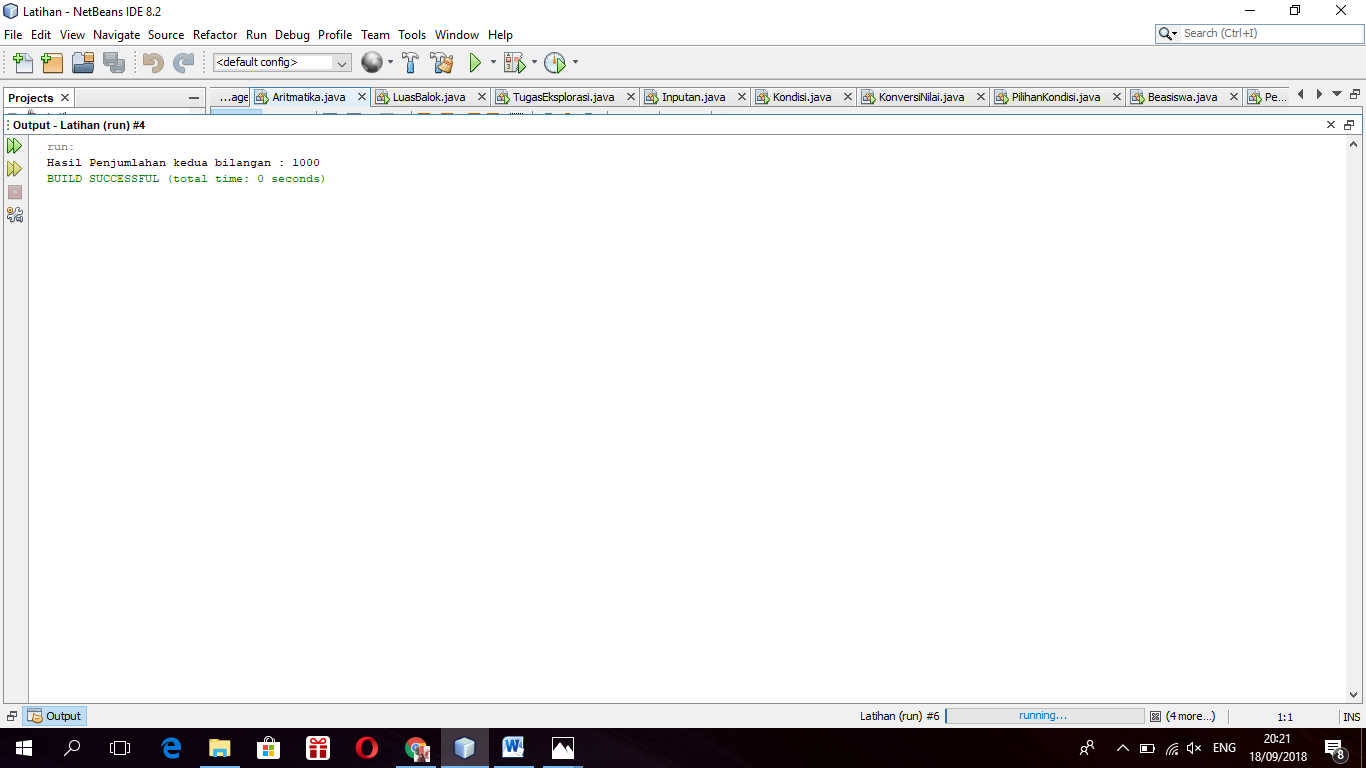 Latihan - NetBeans IDE 8.2
File Edit View Navigate Source Refactor Run Debug Profile Team Tools Window Help
Search (Ctrl+I)
<default config>
Projects
...age Aritmatika.java LuasBalok.java TugasEksplorasi.java Inputan.java Kondisi.java KonversiNilai.java PilihanKondisi.java Beasiswa.java Pe...
Output - Latihan (run) #4
run:
Hasil Penjumlahan kedua bilangan : 1000
BUILD SUCCESSFUL (total time: 0 seconds)
Output
Latihan (run) #6 running... (4 more...) 1:1 INS
ENG
20:21
18/09/2018
8